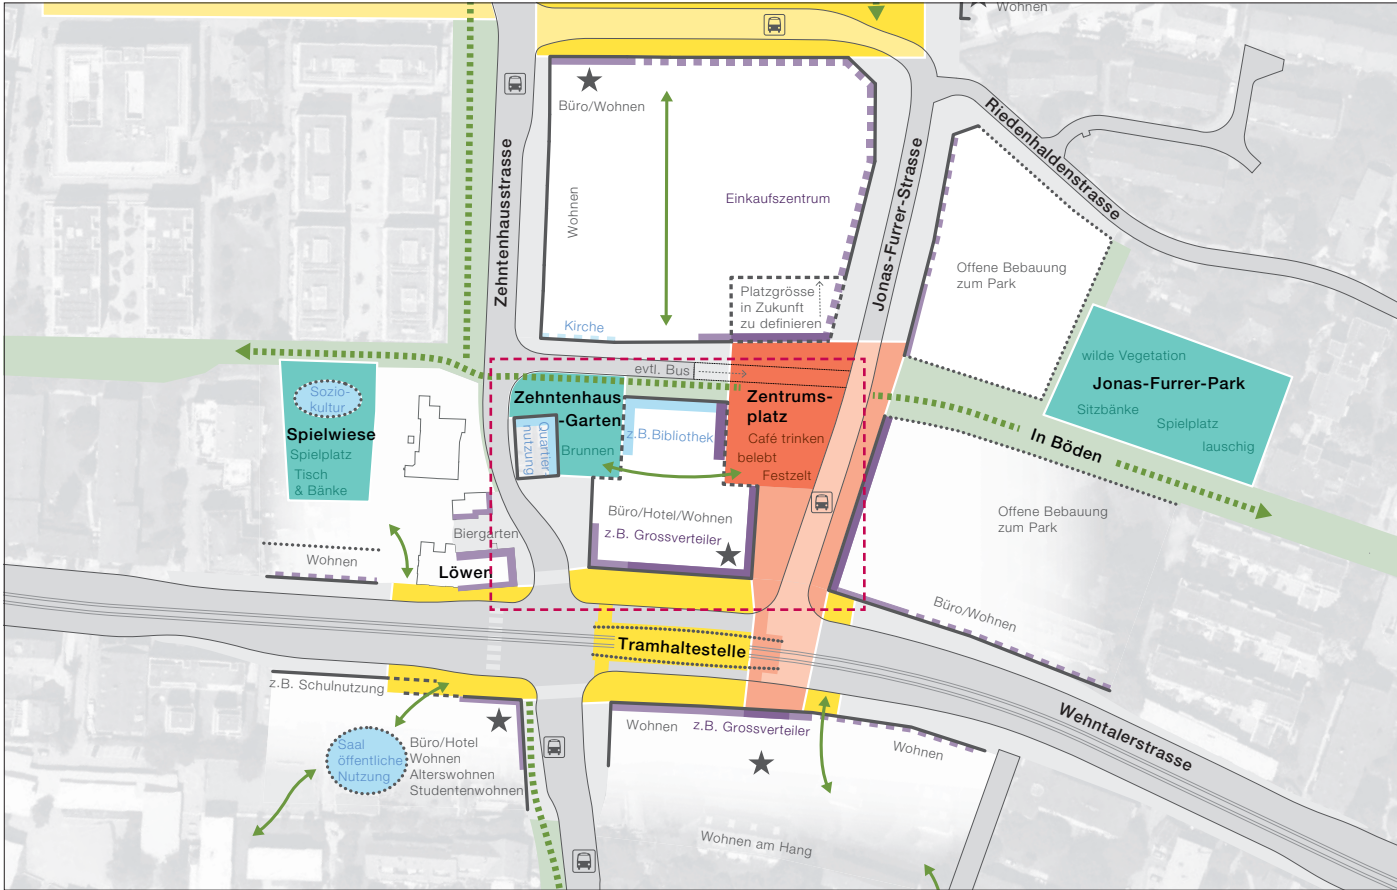 Wohnen
Büro/Wohnen
Riedenhaldenstrasse
Zehntenhausstrasse
Wohnen
Einkaufszentrum
Jonas-Furrer-Strasse
Offene Bebauung
zum Park
Platzgrösse
in Zukunft
zu definieren
Kirche
evtl. Bus
wilde Vegetation
Jonas-Furrer-Park
Sitzbänke
Spielplatz
lauschig
Sozio-
kultur
Spielwiese
Spielplatz
Tisch
& Bänke
Zehntenhaus
-Garten
Quartier-
nutzung
Brunnen
z.B.Bibliothek
Zentrums-
platz
Café trinken
belebt
Festzelt
In Böden
Offene Bebauung
zum Park
Büro/Hotel/Wohnen
z.B. Grossverteiler
Biergarten
Löwen
Wohnen
Büro/Wohnen
Tramhaltestelle
z.B. Schulnutzung
Wohnen
z.B. Grossverteiler
Wohnen
Wehntalerstrasse
Saal
öffentliche
Nutzung
Büro/Hotel
Wohnen
Alterswohnen
Studentenwohnen
Wohnen am Hang